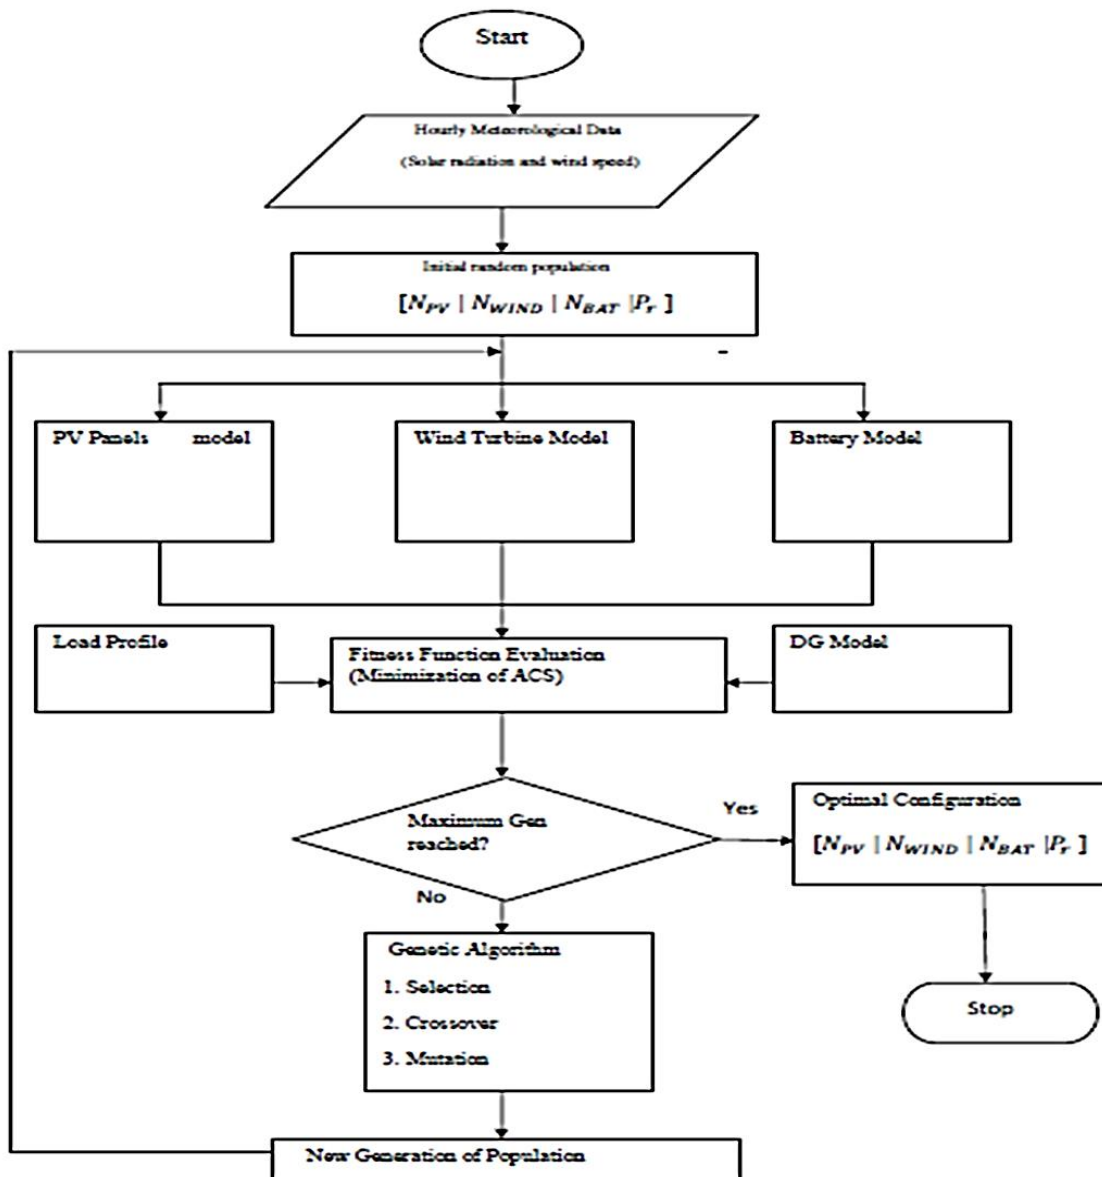 Start
Hourly Meteorological Data
(Solar radiation and wind speed)
Initial random population
[N_PV | N_WIND | N_BAT |P_r ]
PV Panels model
Wind Turbine Model
Battery Model
Load Profile
Fitness Function Evaluation
(Minimization of ACS)
DG Model
Maximum Gen
reached?
Yes
Optimal Configuration
[N_PV | N_WIND | N_BAT |P_r ]
No
Genetic Algorithm
1. Selection
2. Crossover
3. Mutation
Stop
New Generation of Population